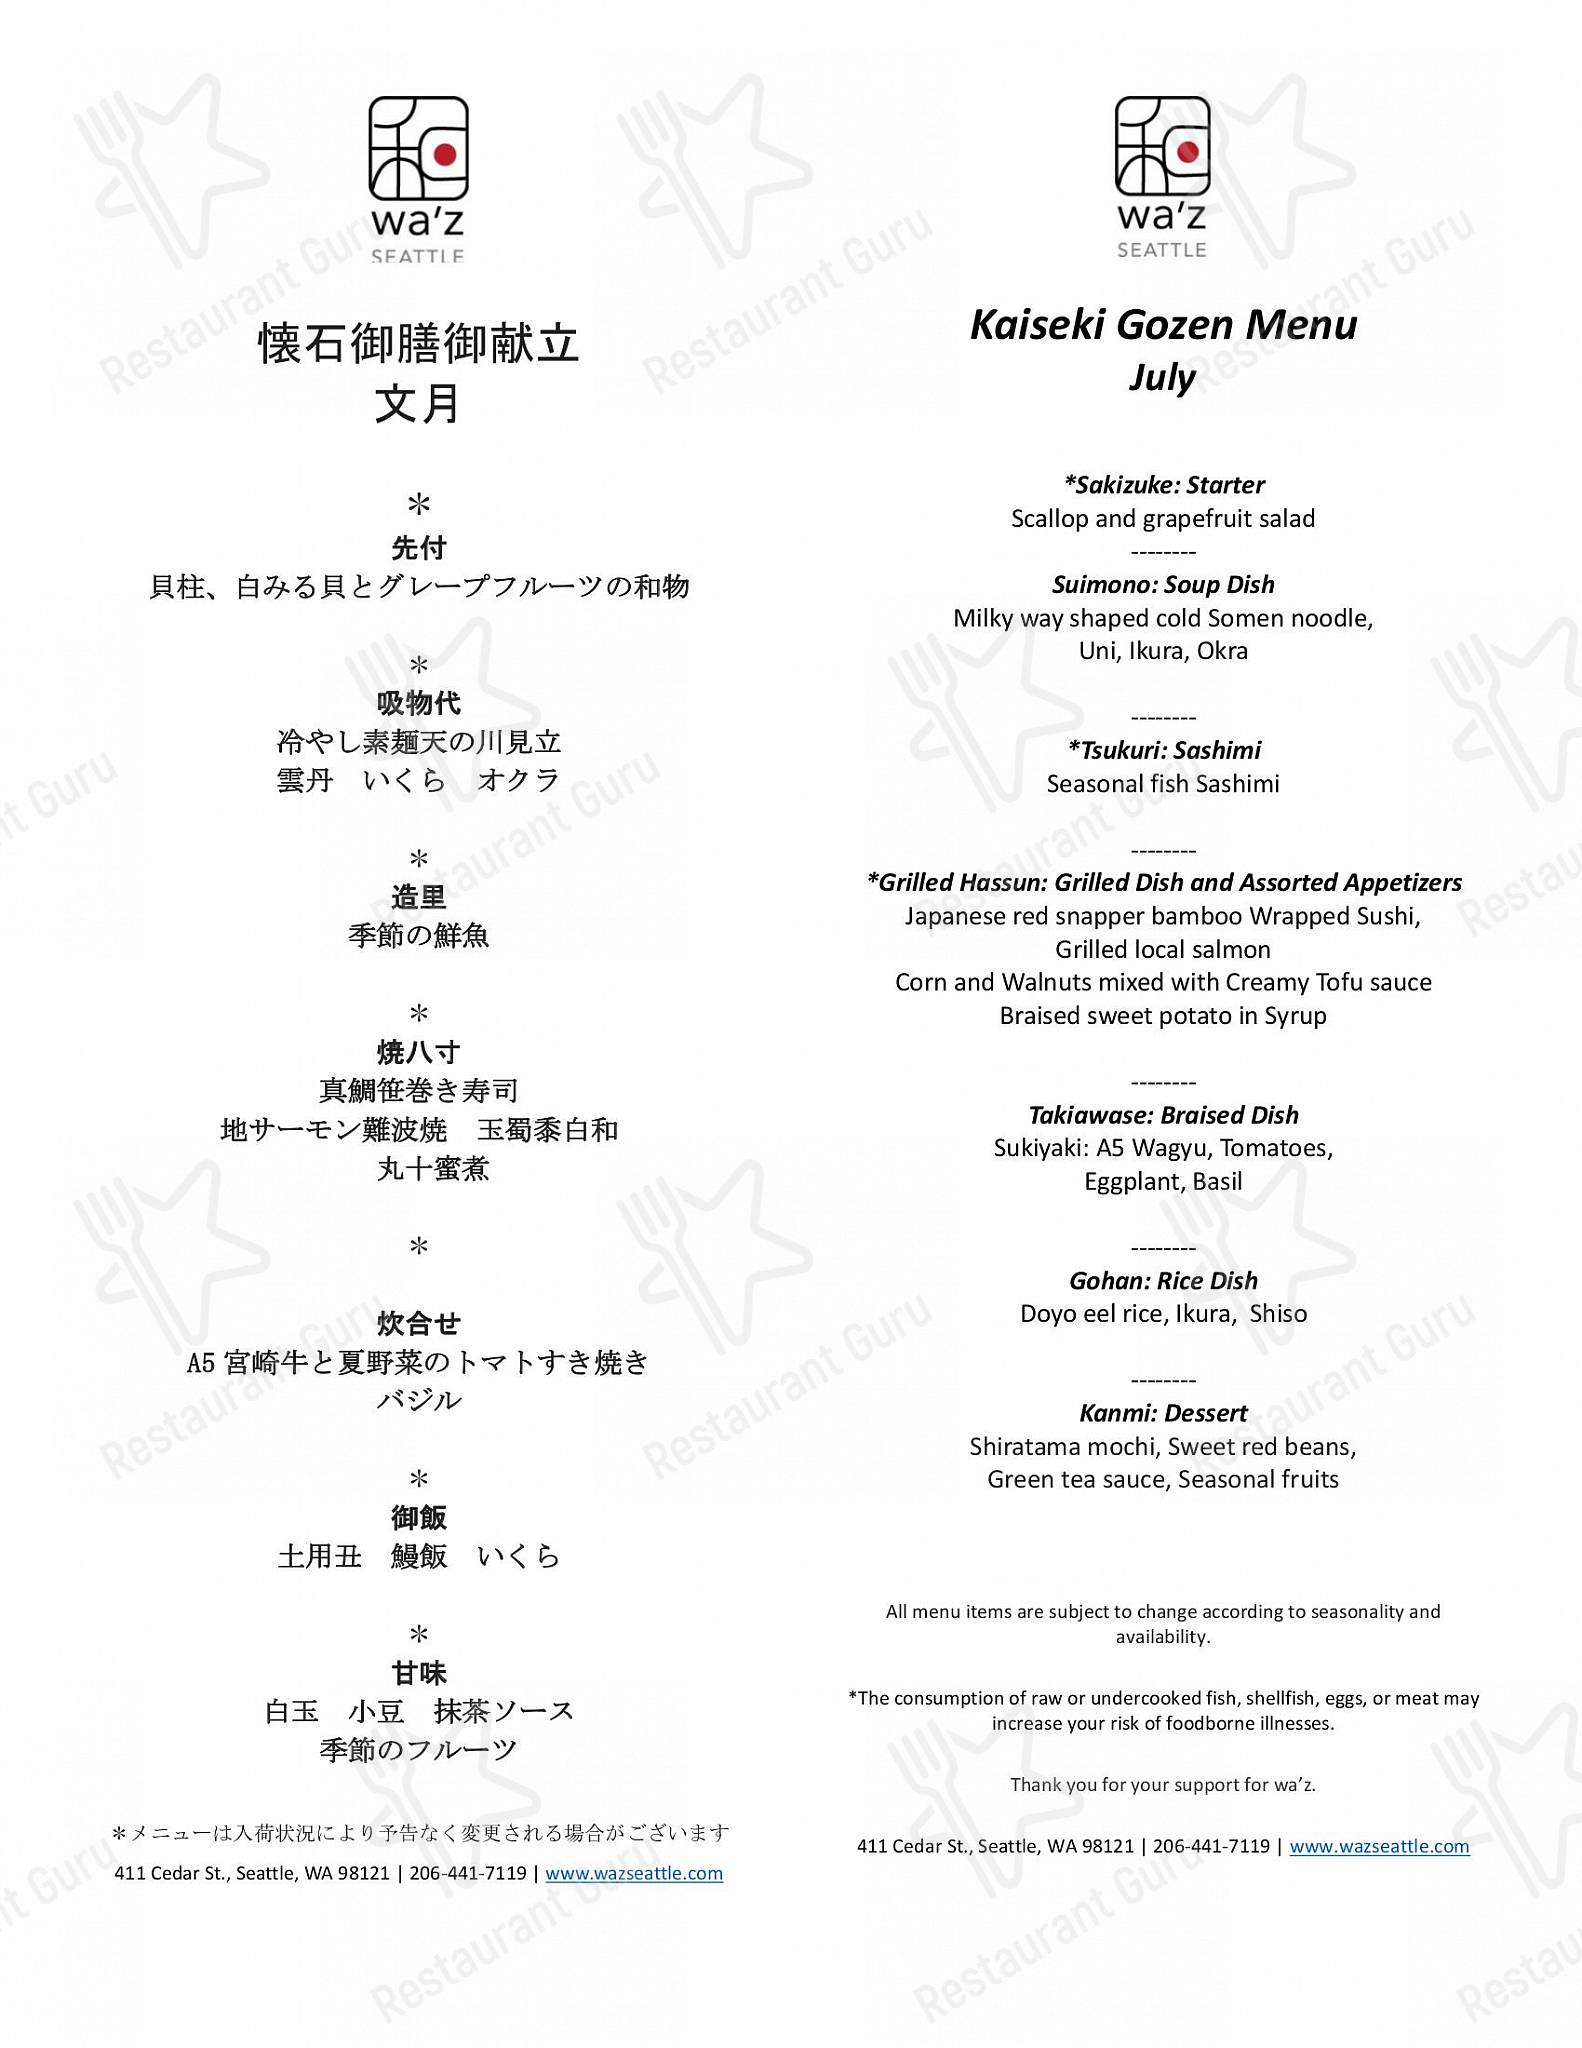 wa'z
SEATTLE
懐石御膳御献立
文月
＊
先付
貝柱、白みる貝とグレープフルーツの和物
＊
吸物代
冷やし素麺天の川見立
雲丹　いくら　オクラ
＊
造里
季節の鮮魚
＊
焼八寸
真鯛笹巻き寿司
地サーモン難波焼　玉蜀黍白和
丸十蜜煮
＊
炊合せ
A5 宮崎牛と夏野菜のトマトすき焼き
バジル
＊
御飯
土用丑　鰻飯　いくら
＊
甘味
白玉　小豆　抹茶ソース
季節のフルーツ
＊メニューは入荷状況により予告なく変更される場合がございます
411 Cedar St., Seattle, WA 98121 | 206-441-7119 | www.wazseattle.com
wa'z
SEATTLE
Kaiseki Gozen Menu
July
*Sakizuke: Starter
Scallop and grapefruit salad
--------
Suimono: Soup Dish
Milky way shaped cold Somen noodle,
Uni, Ikura, Okra
--------
*Tsukuri: Sashimi
Seasonal fish Sashimi
--------
*Grilled Hassun: Grilled Dish and Assorted Appetizers
Japanese red snapper bamboo Wrapped Sushi,
Grilled local salmon
Corn and Walnuts mixed with Creamy Tofu sauce
Braised sweet potato in Syrup
--------
Takiawase: Braised Dish
Sukiyaki: A5 Wagyu, Tomatoes,
Eggplant, Basil
--------
Gohan: Rice Dish
Doyo eel rice, Ikura,  Shiso
--------
Kanmi: Dessert
Shiratama mochi, Sweet red beans,
Green tea sauce, Seasonal fruits
All menu items are subject to change according to seasonality and
availability.
*The consumption of raw or undercooked fish, shellfish, eggs, or meat may
increase your risk of foodborne illnesses.
Thank you for your support for wa'z.
411 Cedar St., Seattle, WA 98121 | 206-441-7119 | www.wazseattle.com
Restaurant Guru